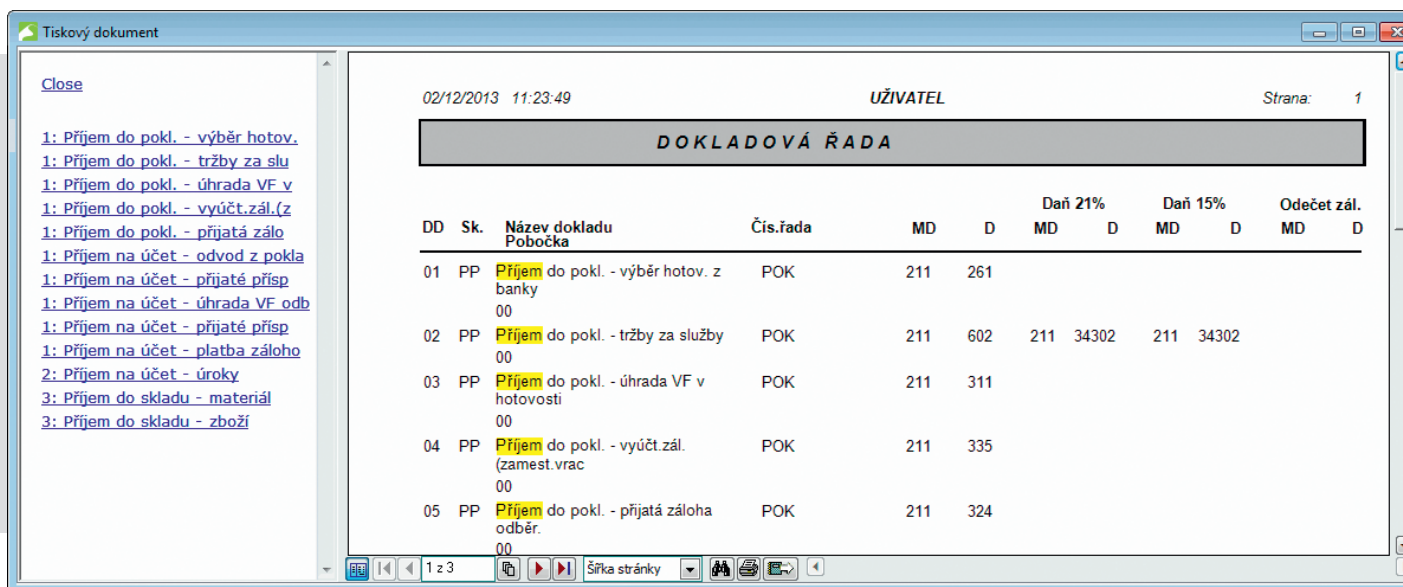 Tiskový dokument
Close
1: Příjem do pokl. - výběr hotov.
1: Příjem do pokl. - tržby za slu
1: Příjem do pokl. - úhrada VF v
1: Příjem do pokl. - vyúčt.zál.(z
1: Příjem do pokl. - přijatá zálo
1: Příjem na účet - odvod z pokla
1: Příjem na účet - přijaté přísp
1: Příjem na účet - úhrada VF odb
1: Příjem na účet - přijaté přísp
1: Příjem na účet - platba záloho
2: Příjem na účet - úroky
3: Příjem do skladu - materiál
3: Příjem do skladu - zboží
02/12/2013 11:23:49 UŽIVATEL Strana: 1
DOKLADOVÁ ŘADA
Daň 21% Daň 15% Odečet zál.
DD Sk. Název dokladu Čís.řada MD D MD D MD D MD D
Pobočka
01 PP Příjem do pokl. - výběr hotov. z POK 211 261
banky
00
02 PP Příjem do pokl. - tržby za služby POK 211 602 211 34302 211 34302
00
03 PP Příjem do pokl. - úhrada VF v POK 211 311
hotovosti
00
04 PP Příjem do pokl. - vyúčt.zál. POK 211 335
(zamest.vrac
00
05 PP Příjem do pokl. - přijatá záloha POK 211 324
odběr.
00
1 z 3 Šířka stránky